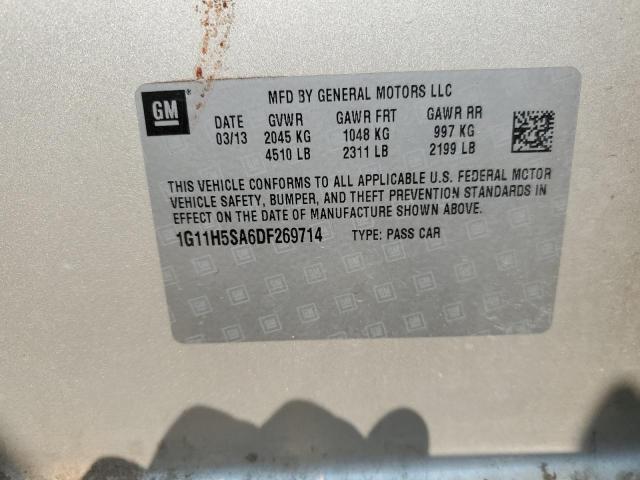 GM
MFD BY GENERAL MOTORS LLC
DATE GVWR GAWR FRT GAWR RR
03/13 2045 KG 1048 KG 997 KG
4510 LB 2311 LB 2199 LB
THIS VEHICLE CONFORMS TO ALL APPLICABLE U.S. FEDERAL MOTOR
VEHICLE SAFETY, BUMPER, AND THEFT PREVENTION STANDARDS IN
EFFECT ON THE DATE OF MANUFACTURE SHOWN ABOVE.
1G11H5SA6DF269714 TYPE: PASS CAR